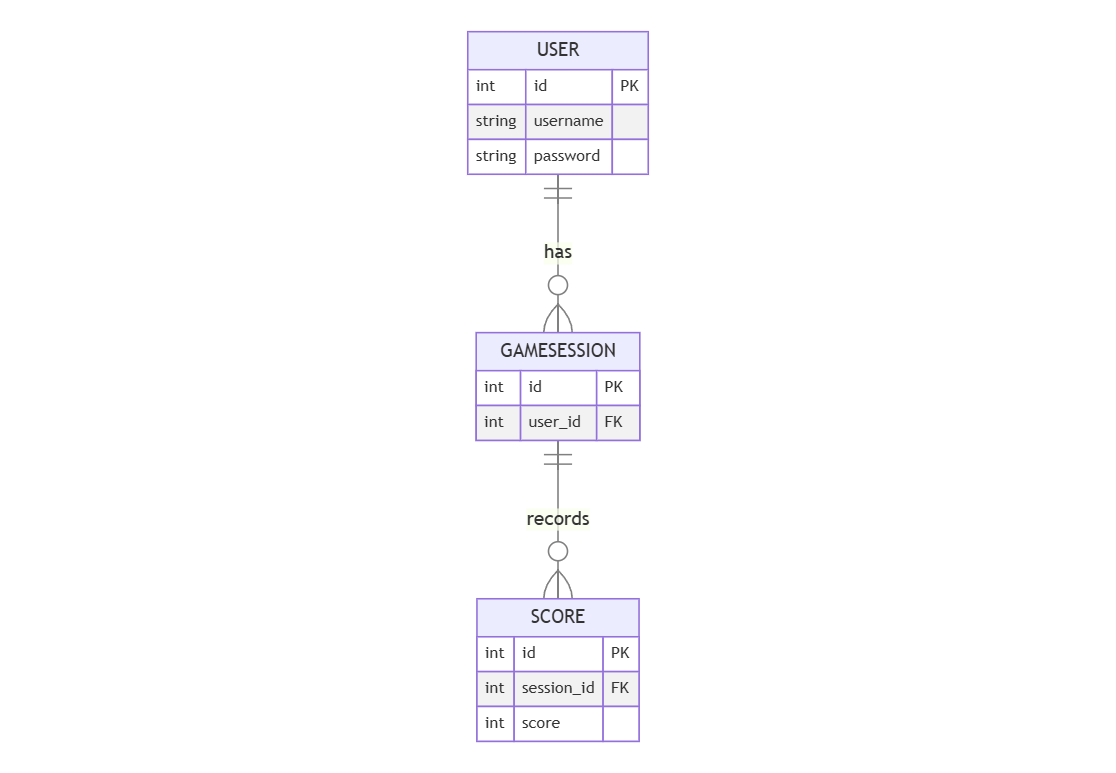 USER
int id PK
string username
string password
has
GAMESESSION
int id PK
int user_id FK
records
SCORE
int id PK
int session_id FK
int score